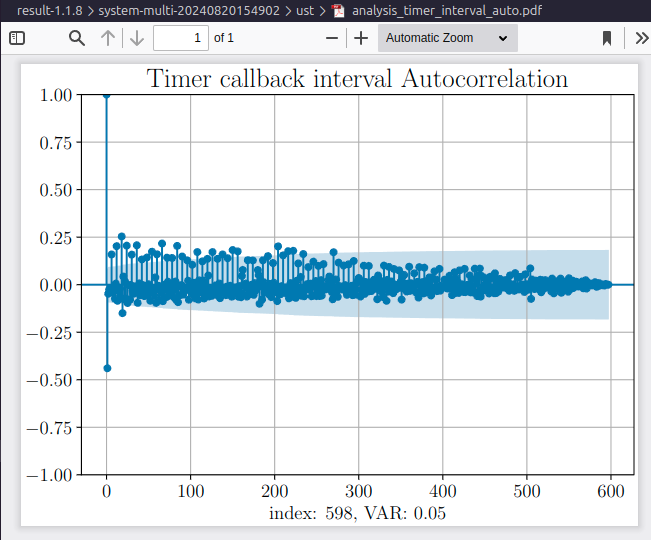 result-1.1.8 > system-multi-20240820154902 > ust > analysis_timer_interval_auto.pdf
1 of 1 Automatic Zoom
Timer callback interval Autocorrelation
1.00
0.75
0.50
0.25
0.00
−0.25
−0.50
−0.75
−1.00
0 100 200 300 400 500 600
index: 598, VAR: 0.05